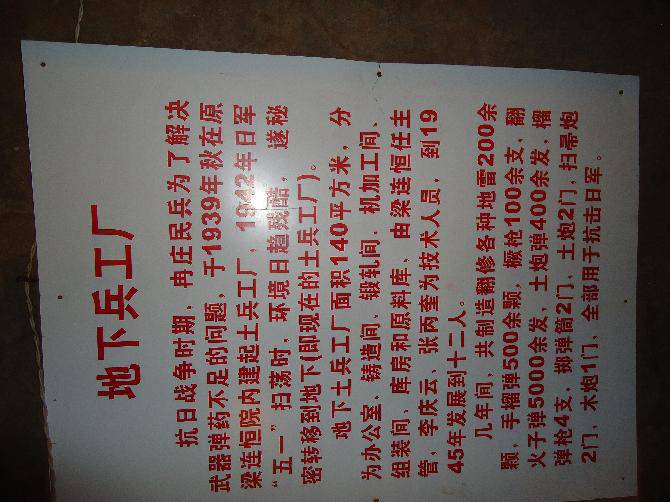 地下兵工厂
抗日战争时期，冉庄民兵为了解决
武器弹药不足的问题，于1939年秋在原
梁连恒院内建起土兵工厂，1942年日军
“五一”扫荡时，环境日趋残酷，遂秘
密转移到地下(即现在的土兵工厂)。
地下土兵工厂面积140平方米，分
为办公室、铸造间、锻轧间、机加工间、
组装间、库房和原料库，由梁连恒任主
管，李庆云，张丙奎为技术人员，到19
45年发展到十二人。
几年间，共制造翻修各种地雷200余
颗，手榴弹500余颗，橛枪100余支，翻
火子弹5000余发，土炮弹400余发，榴
弹枪4支，掷弹筒2门，土炮2门，扫帚炮
2门，木炮1门，全部用于抗击日军。